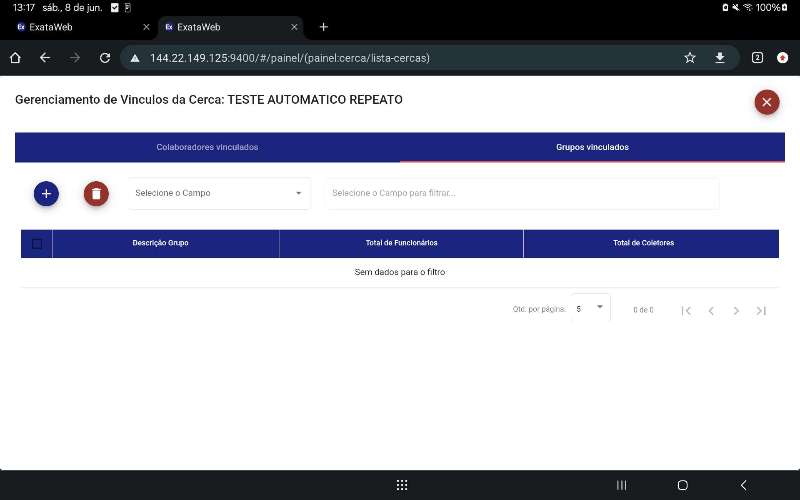 13:17 sáb., 8 de jun. 100%
Ex ExataWeb
Ex ExataWeb
144.22.149.125:9400/#/painel/(painel:cerca/lista-cercas) 2
Gerenciamento de Vinculos da Cerca: TESTE AUTOMATICO REPEATO
Colaboradores vinculados Grupos vinculados
Selecione o Campo Selecione o Campo para filtrar...
Descrição Grupo Total de Funcionários Total de Coletores
Sem dados para o filtro
Qtd. por página: 5 0 de 0